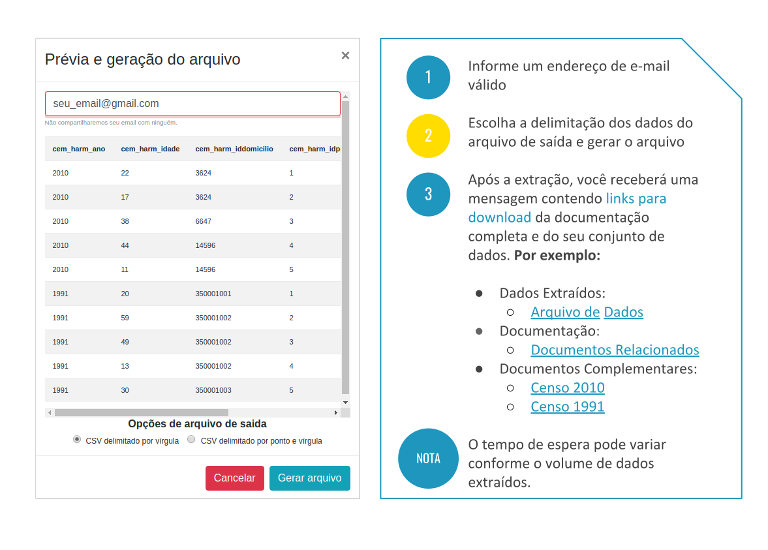 Prévia e geração do arquivo
×
seu_email@gmail.com
Não compartilharemos seu email com ninguém.
cem_harm_ano cem_harm_idade cem_harm_iddomicilio cem_harm_idp
2010 22 3624 1
2010 17 3624 2
2010 38 6647 3
2010 44 14596 4
2010 11 14596 5
1991 20 350001001 1
1991 59 350001002 2
1991 49 350001002 3
1991 13 350001002 4
1991 30 350001003 5
Opções de arquivo de saida
CSV delimitado por vírgula CSV delimitado por ponto e vírgula
Cancelar Gerar arquivo
1
Informe um endereço de e-mail
válido
2
Escolha a delimitação dos dados do
arquivo de saída e gerar o arquivo
3
Após a extração, você receberá uma
mensagem contendo links para
download da documentação
completa e do seu conjunto de
dados. Por exemplo:
● Dados Extraídos:
○ Arquivo de Dados
● Documentação:
○ Documentos Relacionados
● Documentos Complementares:
○ Censo 2010
○ Censo 1991
NOTA
O tempo de espera pode variar
conforme o volume de dados
extraídos.